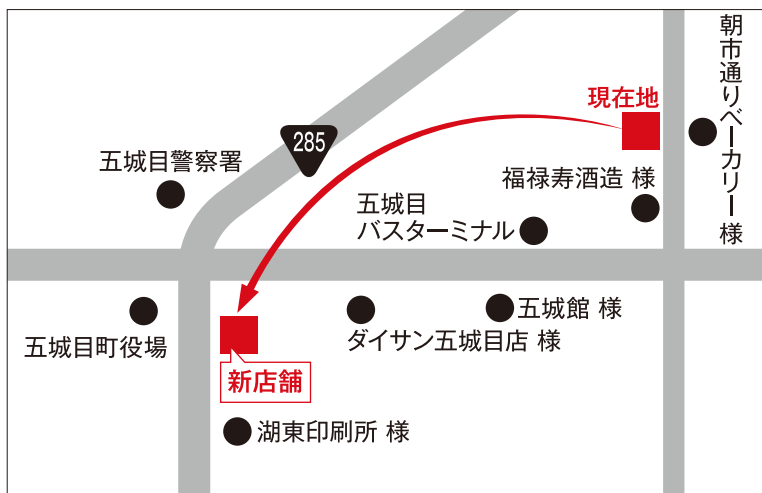 朝市通りベーカリー 様
現在地
285
五城目警察署
福禄寿酒造 様
五城目
バスターミナル
五城目町役場
五城館 様
ダイサン五城目店 様
新店舗
湖東印刷所 様